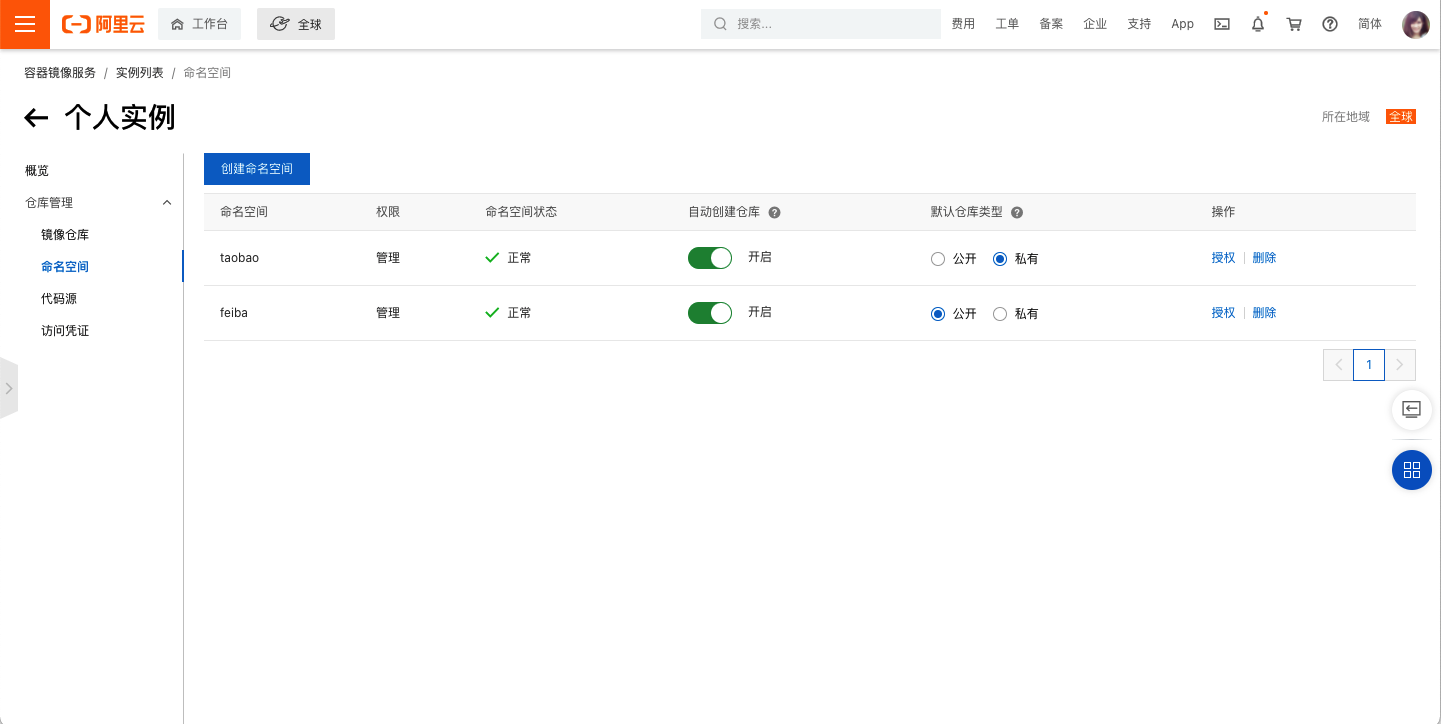 阿里云 工作台 全球 搜索... 费用 工单 备案 企业 支持 App 简体
容器镜像服务 / 实例列表 / 命名空间
个人实例 所在地域 全球
概览
仓库管理
镜像仓库
命名空间
代码源
访问凭证
创建命名空间
命名空间 权限 命名空间状态 自动创建仓库 默认仓库类型 操作
taobao 管理 正常 开启 公开 私有 授权 删除
feiba 管理 正常 开启 公开 私有 授权 删除
1